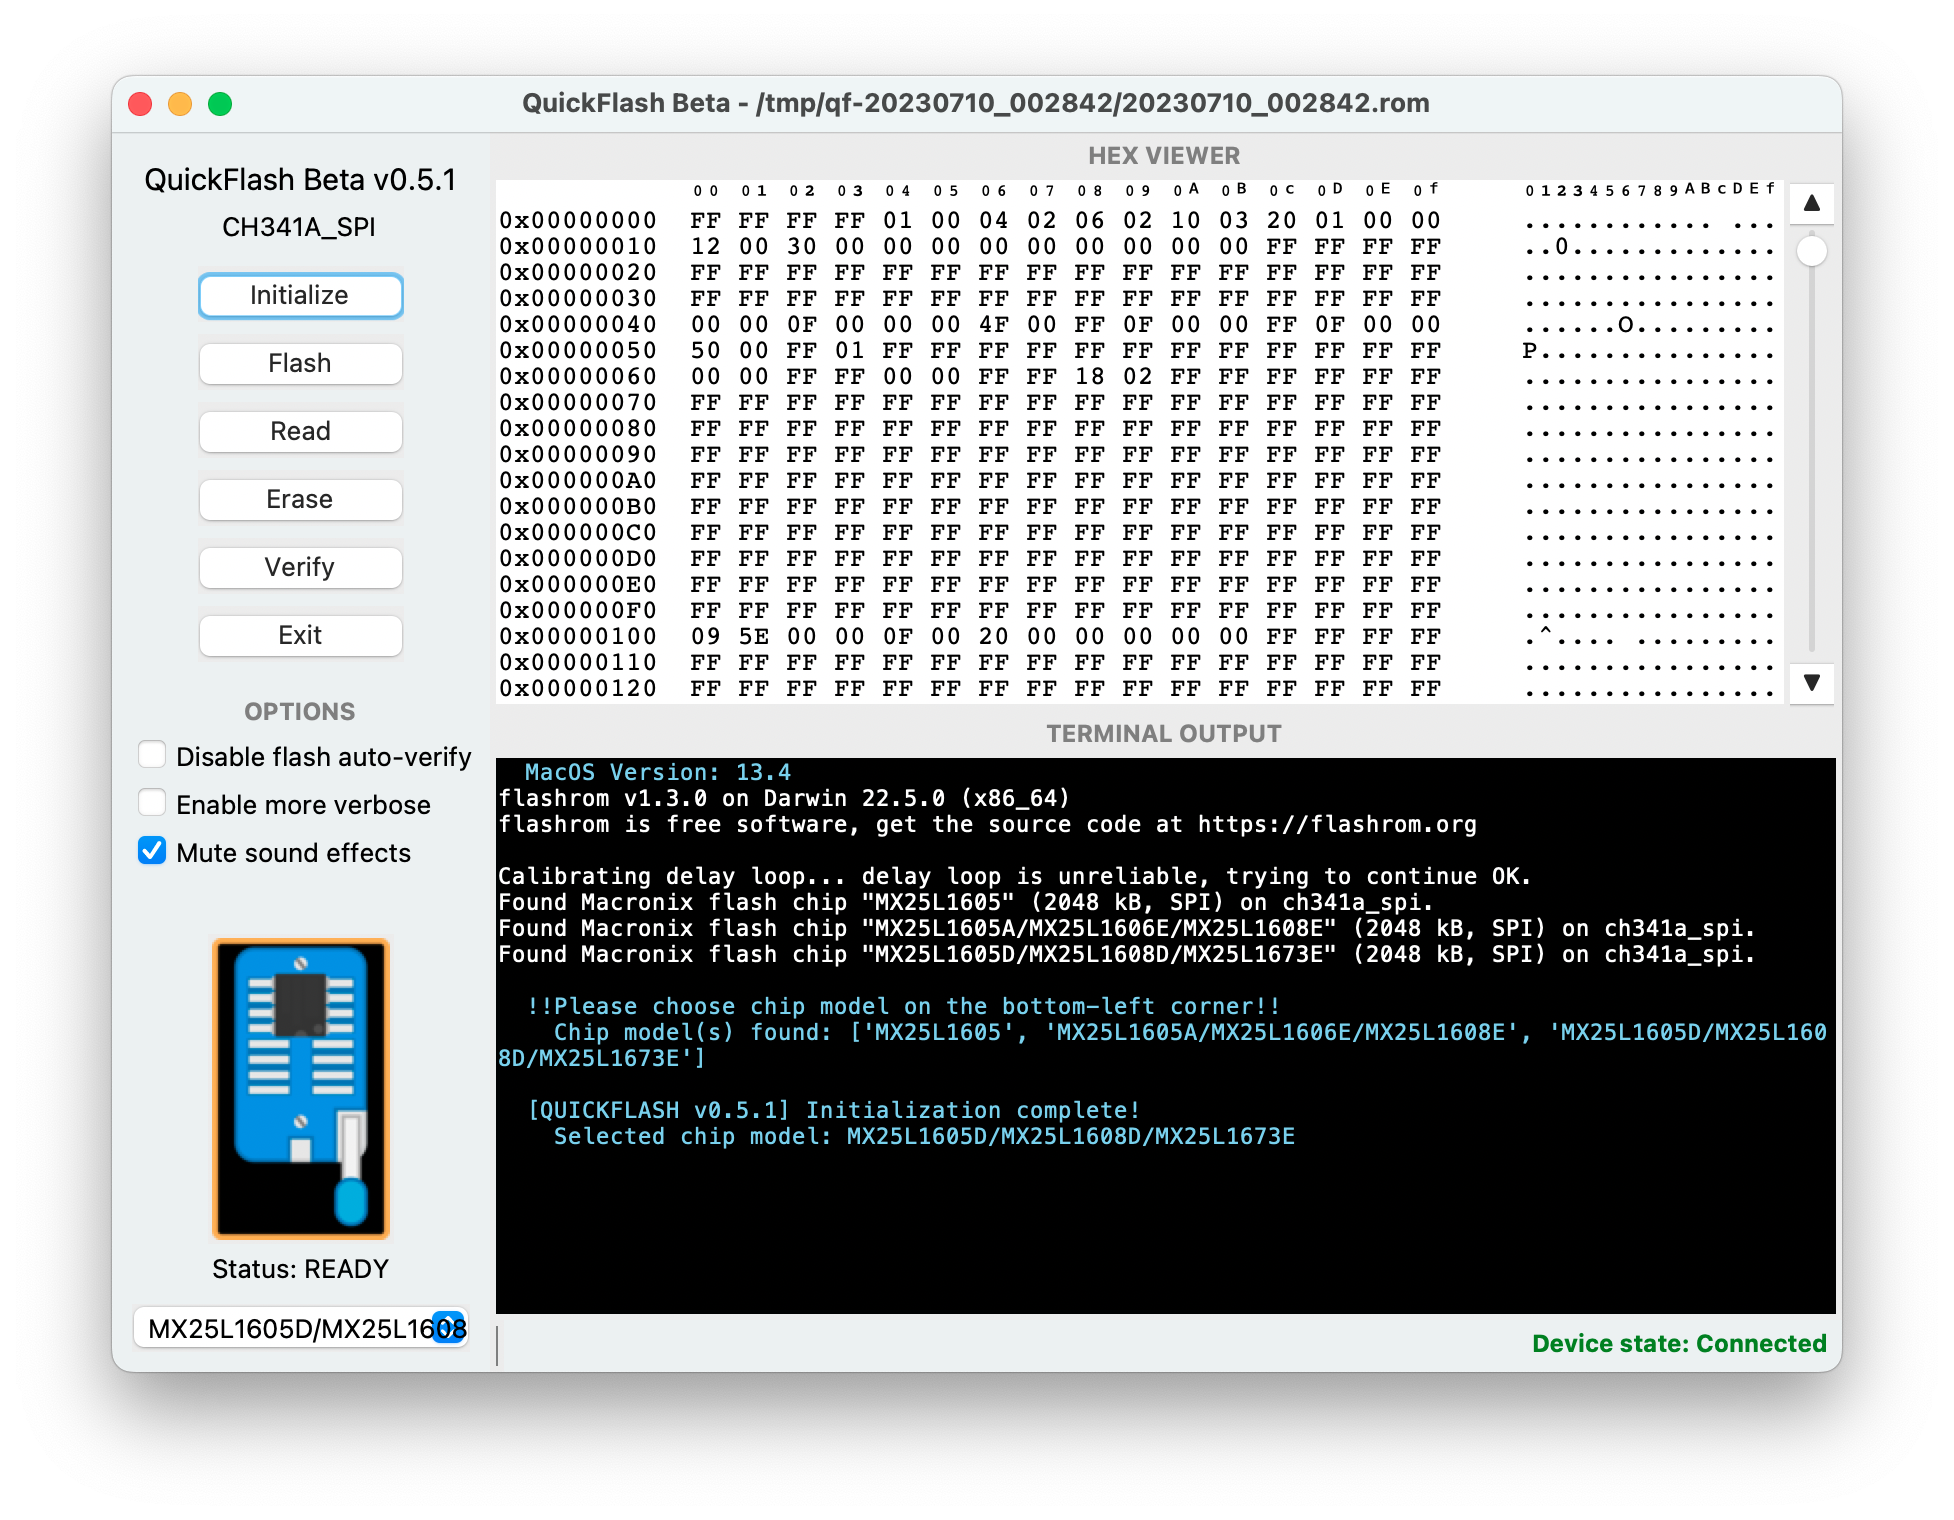 QuickFlash Beta - /tmp/qf-20230710_002842/20230710_002842.rom
QuickFlash Beta v0.5.1
CH341A_SPI
Initialize
Flash
Read
Erase
Verify
Exit
OPTIONS
Disable flash auto-verify
Enable more verbose
Mute sound effects
Status: READY
MX25L1605D/MX25L1608
HEX VIEWER
00 01 02 03 04 05 06 07 08 09 0A 0B 0c 0D 0E 0f 0123456789ABcDEf
0x00000000 FF FF FF FF 01 00 04 02 06 02 10 03 20 01 00 00 ............ ...
0x00000010 12 00 30 00 00 00 00 00 00 00 00 00 FF FF FF FF ..0.............
0x00000020 FF FF FF FF FF FF FF FF FF FF FF FF FF FF FF FF ................
0x00000030 FF FF FF FF FF FF FF FF FF FF FF FF FF FF FF FF ................
0x00000040 00 00 0F 00 00 00 4F 00 FF 0F 00 00 FF 0F 00 00 ......O.........
0x00000050 50 00 FF 01 FF FF FF FF FF FF FF FF FF FF FF FF P...............
0x00000060 00 00 FF FF 00 00 FF FF 18 02 FF FF FF FF FF FF ................
0x00000070 FF FF FF FF FF FF FF FF FF FF FF FF FF FF FF FF ................
0x00000080 FF FF FF FF FF FF FF FF FF FF FF FF FF FF FF FF ................
0x00000090 FF FF FF FF FF FF FF FF FF FF FF FF FF FF FF FF ................
0x000000A0 FF FF FF FF FF FF FF FF FF FF FF FF FF FF FF FF ................
0x000000B0 FF FF FF FF FF FF FF FF FF FF FF FF FF FF FF FF ................
0x000000C0 FF FF FF FF FF FF FF FF FF FF FF FF FF FF FF FF ................
0x000000D0 FF FF FF FF FF FF FF FF FF FF FF FF FF FF FF FF ................
0x000000E0 FF FF FF FF FF FF FF FF FF FF FF FF FF FF FF FF ................
0x000000F0 FF FF FF FF FF FF FF FF FF FF FF FF FF FF FF FF ................
0x00000100 09 5E 00 00 0F 00 20 00 00 00 00 00 FF FF FF FF .^.... .........
0x00000110 FF FF FF FF FF FF FF FF FF FF FF FF FF FF FF FF ................
0x00000120 FF FF FF FF FF FF FF FF FF FF FF FF FF FF FF FF ................
TERMINAL OUTPUT
MacOS Version: 13.4
flashrom v1.3.0 on Darwin 22.5.0 (x86_64)
flashrom is free software, get the source code at https://flashrom.org
Calibrating delay loop... delay loop is unreliable, trying to continue OK.
Found Macronix flash chip "MX25L1605" (2048 kB, SPI) on ch341a_spi.
Found Macronix flash chip "MX25L1605A/MX25L1606E/MX25L1608E" (2048 kB, SPI) on ch341a_spi.
Found Macronix flash chip "MX25L1605D/MX25L1608D/MX25L1673E" (2048 kB, SPI) on ch341a_spi.
!!Please choose chip model on the bottom-left corner!!
Chip model(s) found: ['MX25L1605', 'MX25L1605A/MX25L1606E/MX25L1608E', 'MX25L1605D/MX25L160
8D/MX25L1673E']
[QUICKFLASH v0.5.1] Initialization complete!
Selected chip model: MX25L1605D/MX25L1608D/MX25L1673E
Device state: Connected